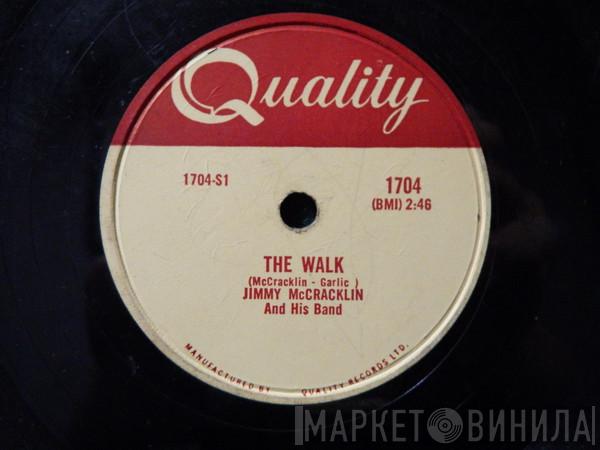 Quality
1704-S1
1704
(BMI) 2:46
THE WALK
(McCracklin - Garlic )
JIMMY McCRACKLIN
And His Band
MANUFACTURED BY QUALITY RECORDS LTD.
МАРКЕТ ВИНИЛА